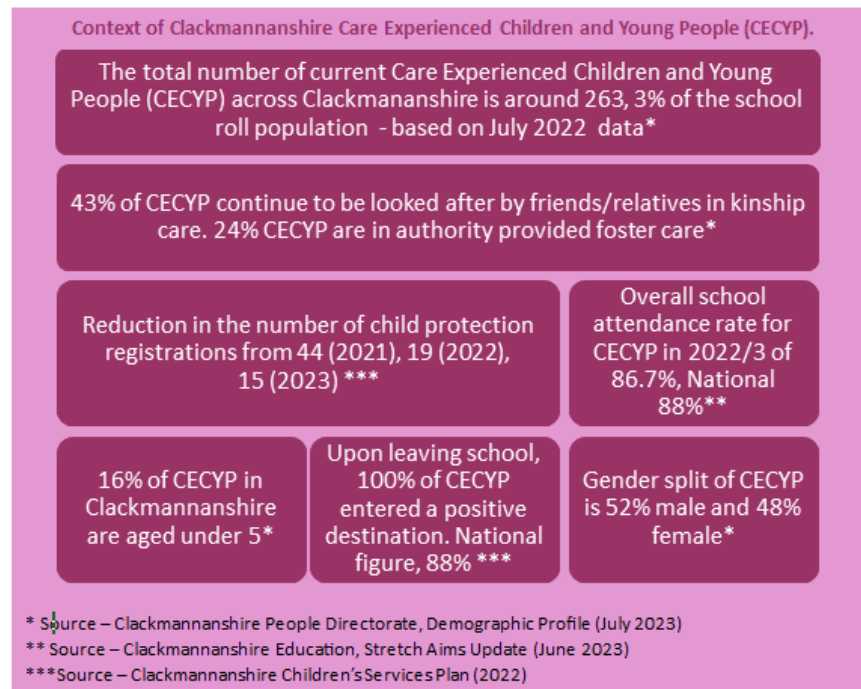 Context of Clackmannanshire Care Experienced Children and Young People (CECYP).
The total number of current Care Experienced Children and Young
People (CECYP) across Clackmananshire is around 263, 3% of the school
roll population - based on July 2022 data*
43% of CECYP continue to be looked after by friends/relatives in kinship
care. 24% CECYP are in authority provided foster care*
Reduction in the number of child protection
registrations from 44 (2021), 19 (2022),
15 (2023) ***
Overall school
attendance rate for
CECYP in 2022/3 of
86.7%, National
88%**
16% of CECYP in
Clackmannanshire
are aged under 5*
Upon leaving school,
100% of CECYP
entered a positive
destination. National
figure, 88% ***
Gender split of CECYP
is 52% male and 48%
female*
* Source – Clackmannanshire People Directorate, Demographic Profile (July 2023)
** Source – Clackmannanshire Education, Stretch Aims Update (June 2023)
***Source – Clackmannanshire Children's Services Plan (2022)